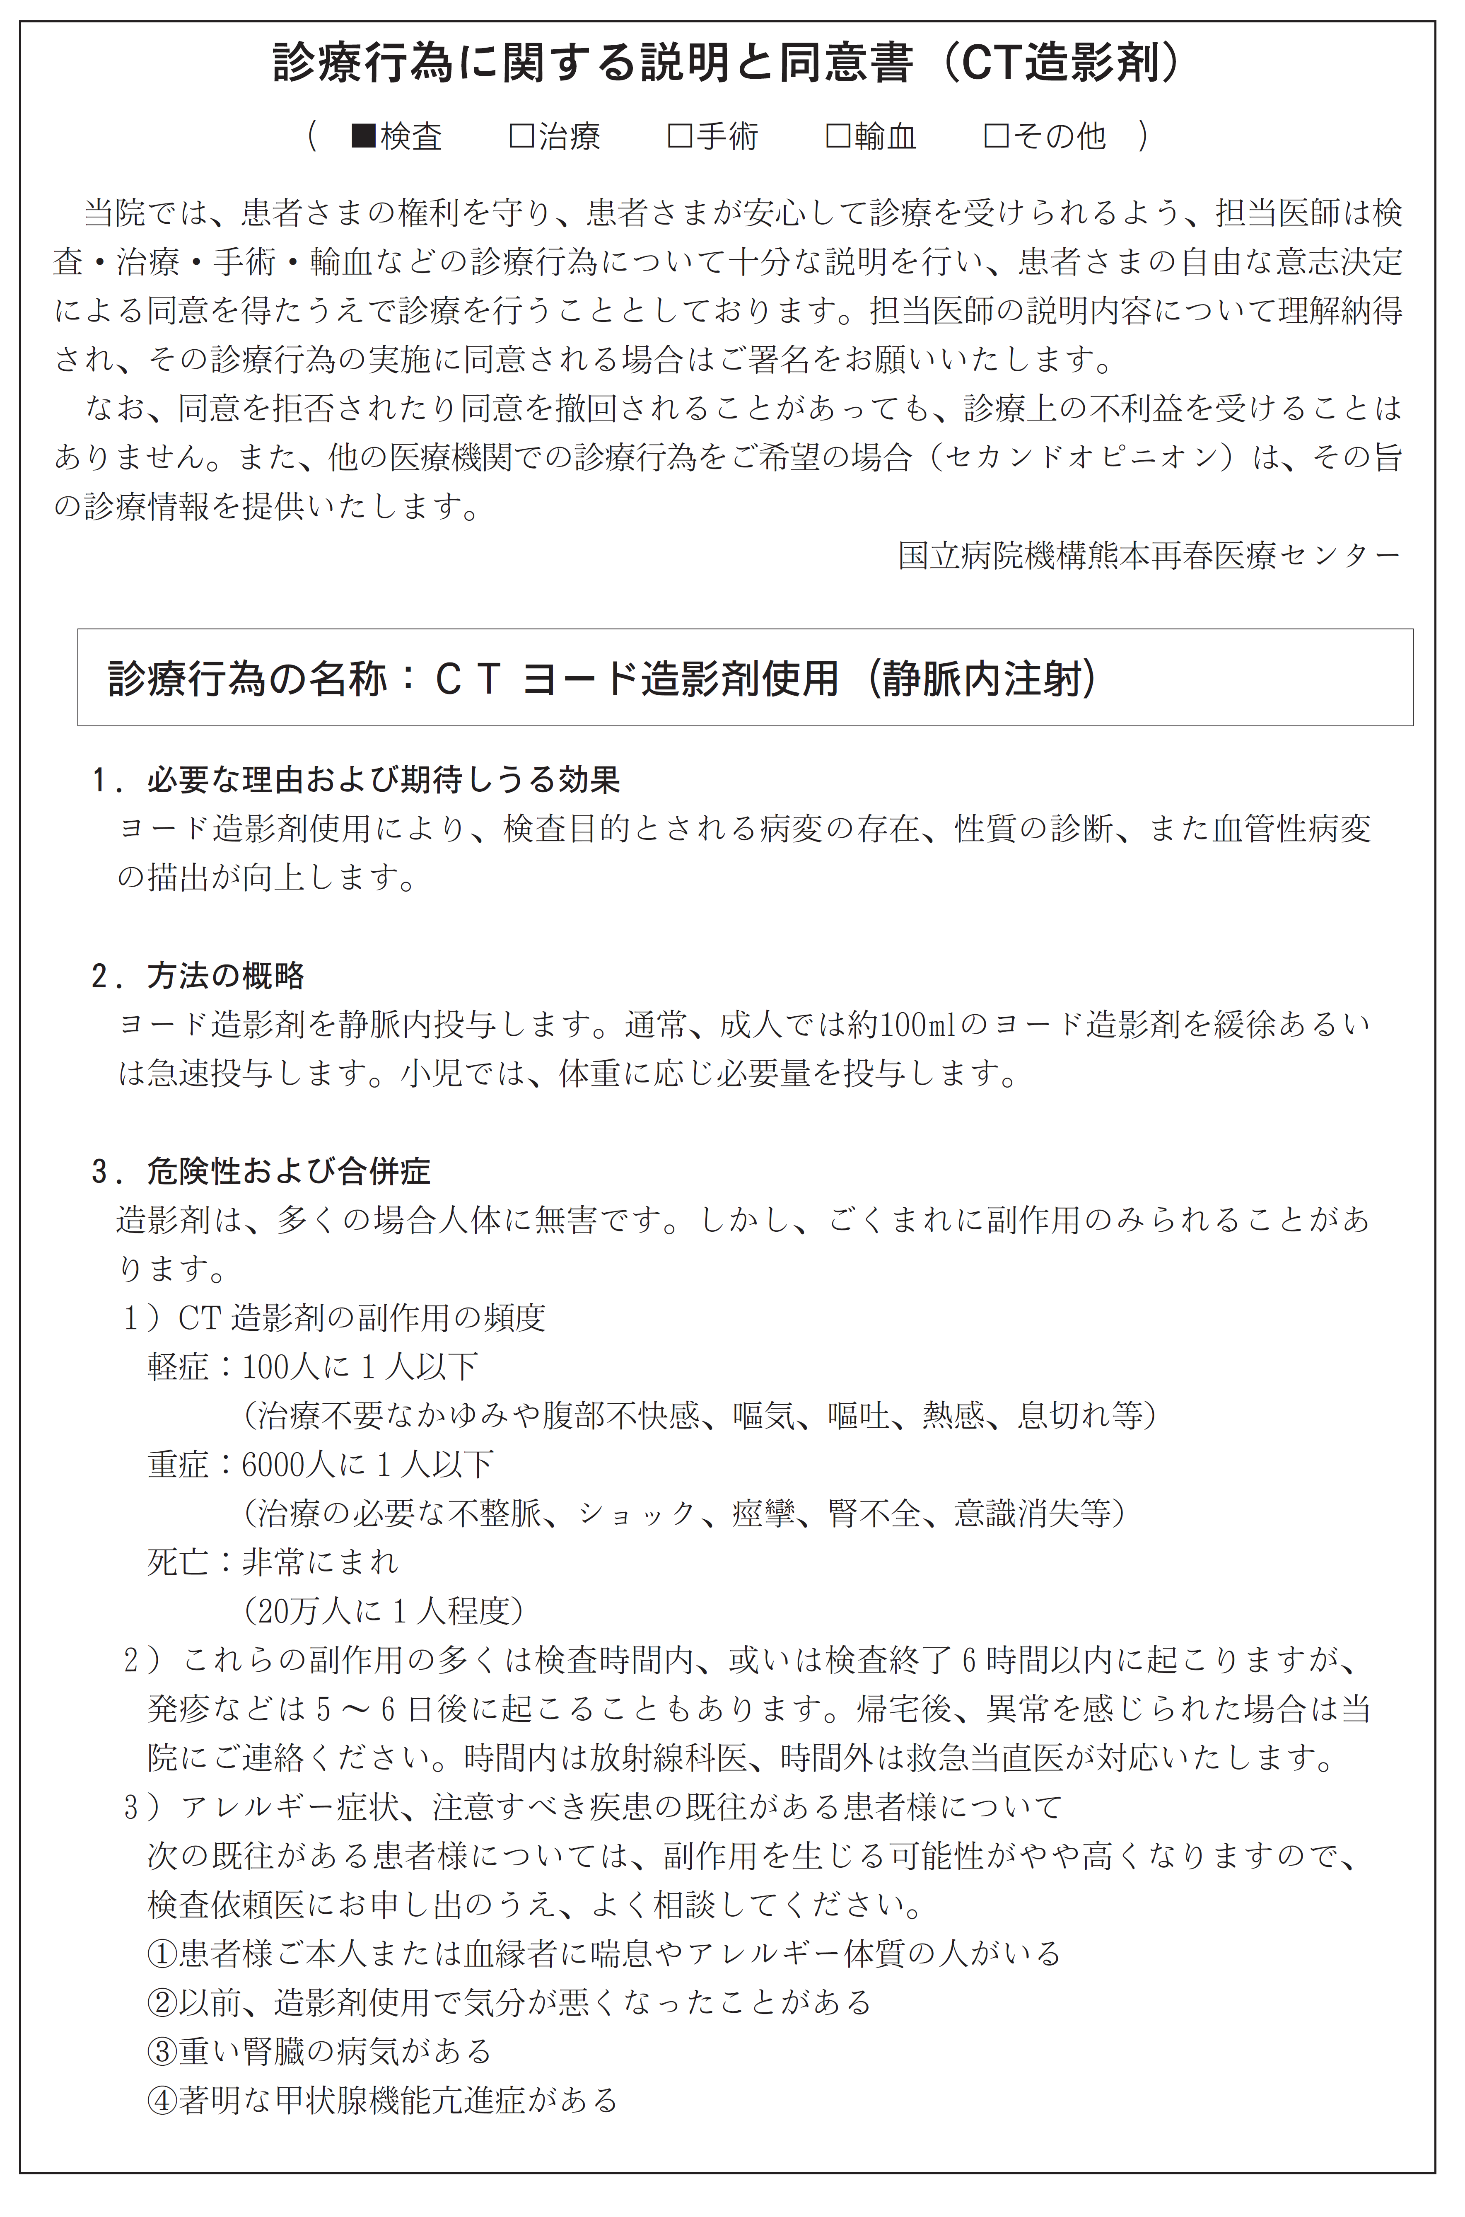 診療行為に関する説明と同意書（CT造影剤）
（　■検査　　□治療　　□手術　　□輸血　　□その他　）
　当院では、患者さまの権利を守り、患者さまが安心して診療を受けられるよう、担当医師は検
査・治療・手術・輸血などの診療行為について十分な説明を行い、患者さまの自由な意志決定
による同意を得たうえで診療を行うこととしております。担当医師の説明内容について理解納得
され、その診療行為の実施に同意される場合はご署名をお願いいたします。
　なお、同意を拒否されたり同意を撤回されることがあっても、診療上の不利益を受けることは
ありません。また、他の医療機関での診療行為をご希望の場合（セカンドオピニオン）は、その旨
の診療情報を提供いたします。
国立病院機構熊本再春医療センター
診療行為の名称：ＣＴ ヨード造影剤使用（静脈内注射）
１．必要な理由および期待しうる効果
ヨード造影剤使用により、検査目的とされる病変の存在、性質の診断、また血管性病変
の描出が向上します。
２．方法の概略
ヨード造影剤を静脈内投与します。通常、成人では約100mlのヨード造影剤を緩徐あるい
は急速投与します。小児では、体重に応じ必要量を投与します。
３．危険性および合併症
造影剤は、多くの場合人体に無害です。しかし、ごくまれに副作用のみられることがあ
ります。
１）CT 造影剤の副作用の頻度
軽症：100人に１人以下
（治療不要なかゆみや腹部不快感、嘔気、嘔吐、熱感、息切れ等）
重症：6000人に１人以下
（治療の必要な不整脈、ショック、痙攣、腎不全、意識消失等）
死亡：非常にまれ
（20万人に１人程度）
２）これらの副作用の多くは検査時間内、或いは検査終了６時間以内に起こりますが、
発疹などは５～６日後に起こることもあります。帰宅後、異常を感じられた場合は当
院にご連絡ください。時間内は放射線科医、時間外は救急当直医が対応いたします。
３）アレルギー症状、注意すべき疾患の既往がある患者様について
次の既往がある患者様については、副作用を生じる可能性がやや高くなりますので、
検査依頼医にお申し出のうえ、よく相談してください。
①患者様ご本人または血縁者に喘息やアレルギー体質の人がいる
②以前、造影剤使用で気分が悪くなったことがある
③重い腎臓の病気がある
④著明な甲状腺機能亢進症がある